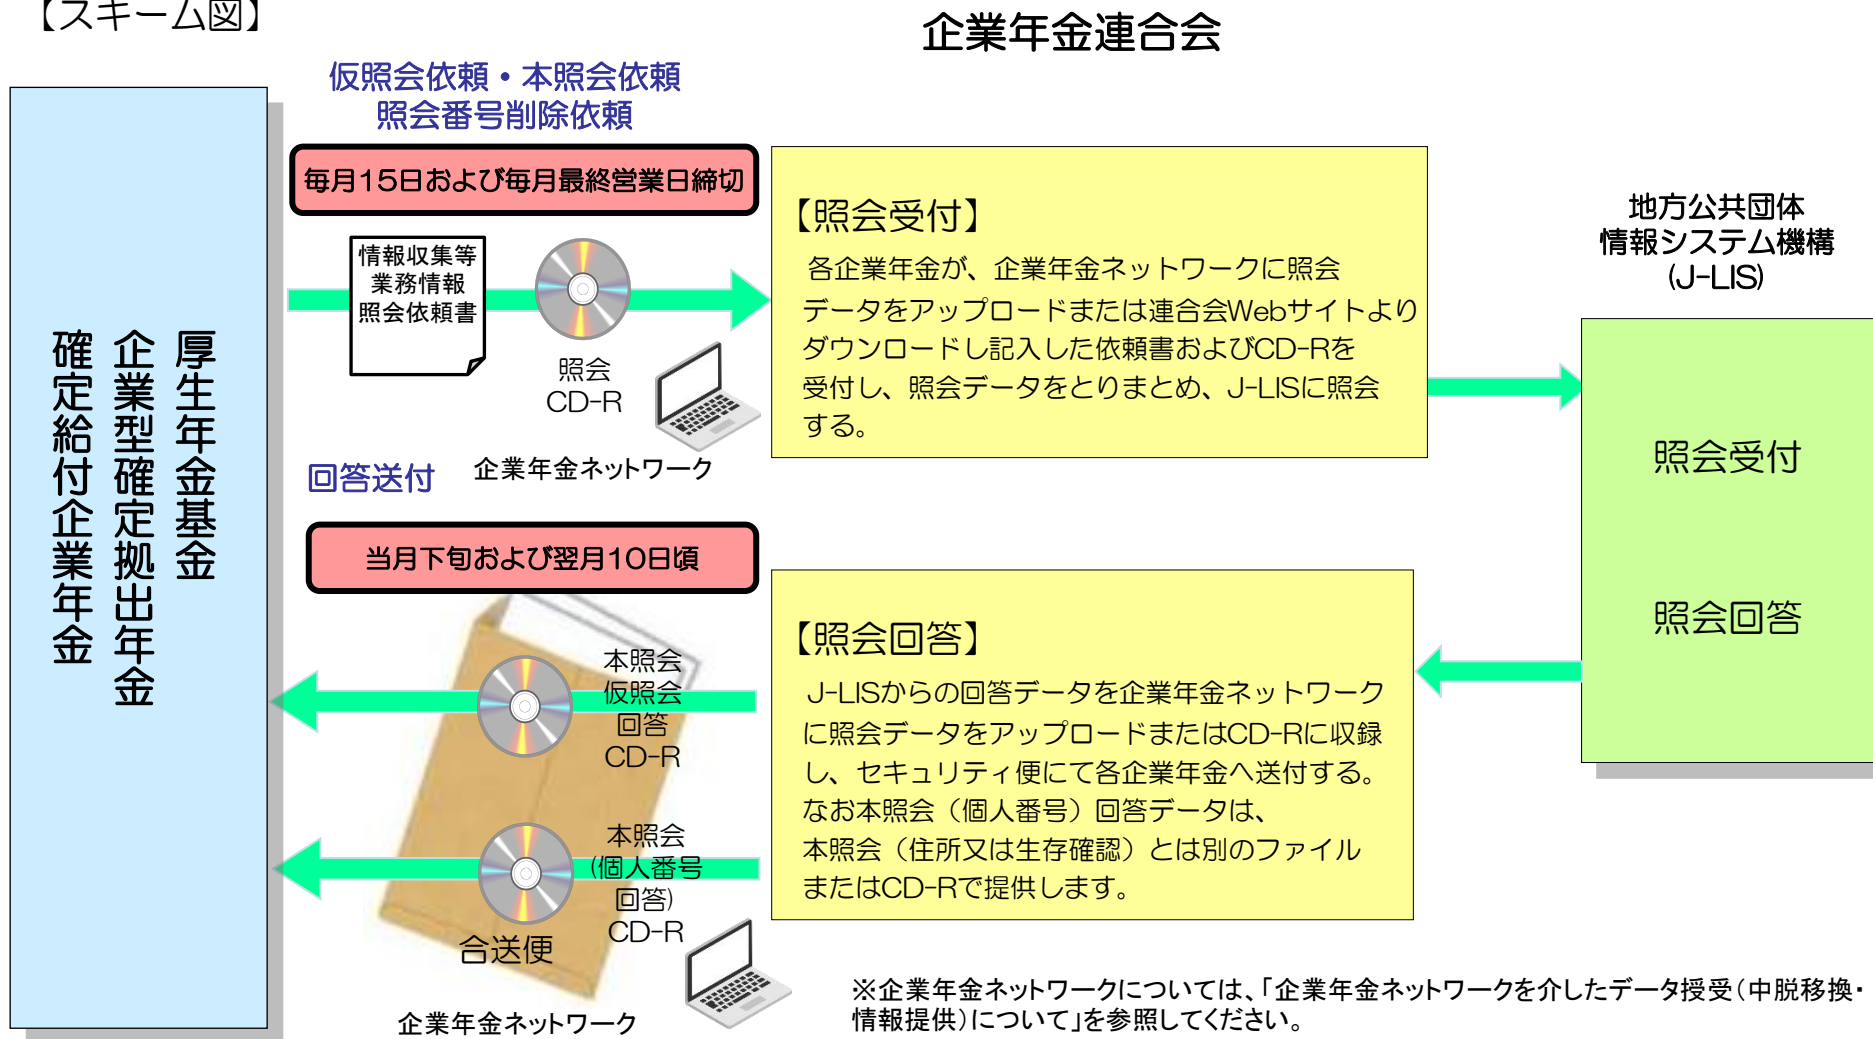 【スキーム図】
企業年金連合会
仮照会依頼・本照会依頼
照会番号削除依頼
毎月15日および毎月最終営業日締切
情報収集等
業務情報
照会依頼書
照会
CD-R
企業年金ネットワーク
厚生年金基金
企業型確定拠出年金
確定給付企業年金
【照会受付】
各企業年金が、企業年金ネットワークに照会
データをアップロードまたは連合会Webサイトより
ダウンロードし記入した依頼書およびCD-Rを
受付し、照会データをとりまとめ、J-LISに照会
する。
地方公共団体
情報システム機構
(J-LIS)
照会受付
照会回答
回答送付
当月下旬および翌月10日頃
本照会
仮照会
回答
CD-R
本照会
(個人番号
回答)
CD-R
合送便
企業年金ネットワーク
【照会回答】
J-LISからの回答データを企業年金ネットワーク
に照会データをアップロードまたはCD-Rに収録
し、セキュリティ便にて各企業年金へ送付する。
なお本照会（個人番号）回答データは、
本照会（住所又は生存確認）とは別のファイル
またはCD-Rで提供します。
※企業年金ネットワークについては、「企業年金ネットワークを介したデータ授受（中脱移換・
情報提供）について」を参照してください。